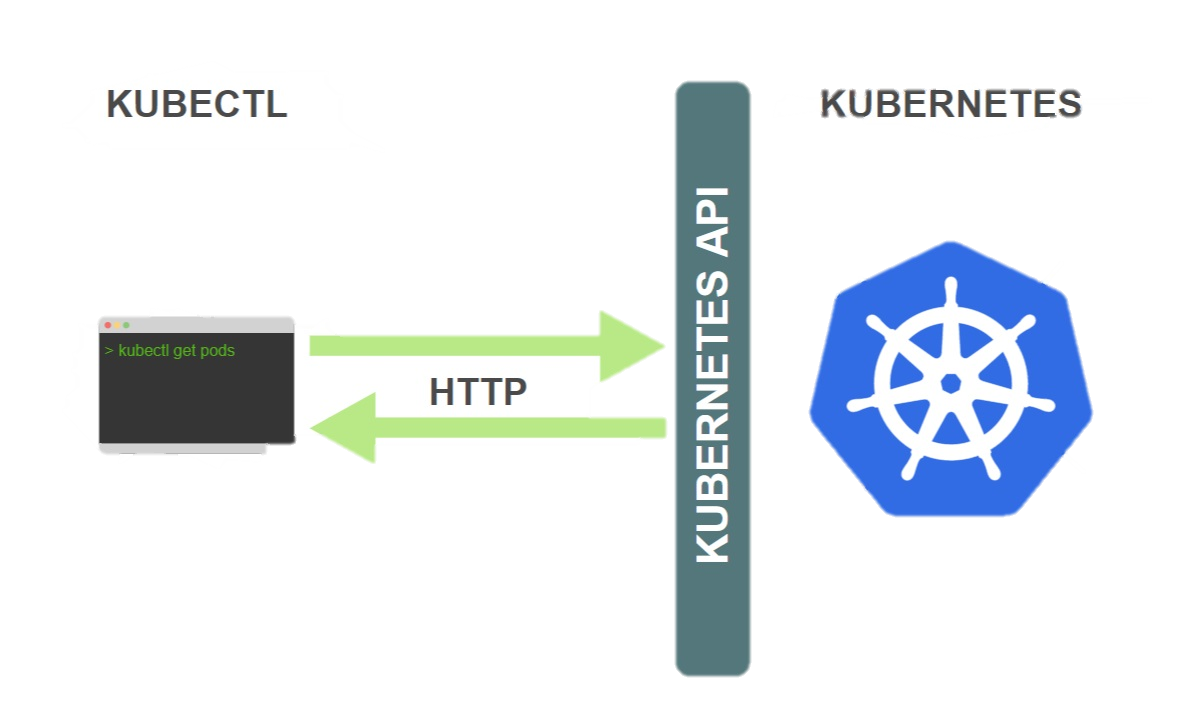 KUBECTL
KUBERNETES
> kubectl get pods
HTTP
KUBERNETES API